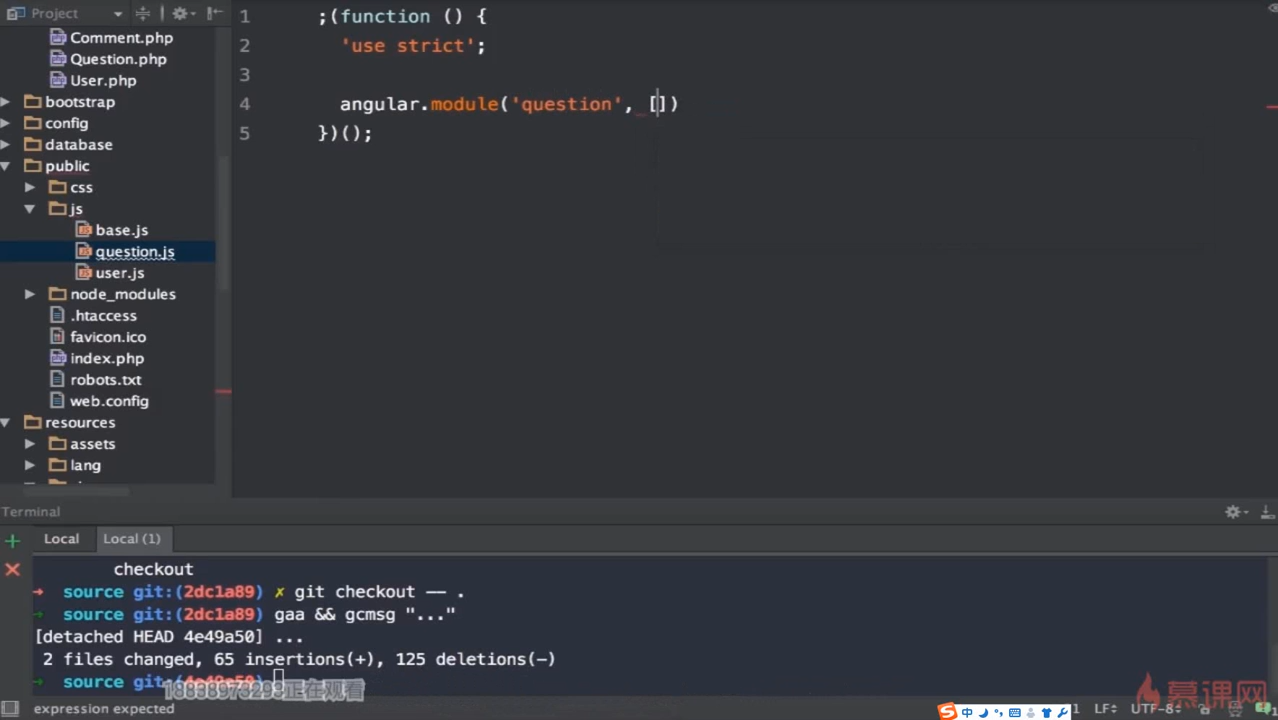 Project
Comment.php
Question.php
User.php
bootstrap
config
database
public
css
js
base.js
question.js
user.js
node_modules
.htaccess
favicon.ico
index.php
robots.txt
web.config
resources
assets
lang
1 ;(function () {
2 'use strict';
3
4 angular.module('question', [])
5 })();
Terminal
Local Local (1)
checkout
→ source git:(2dc1a89) ✗ git checkout -- .
→ source git:(2dc1a89) gaa && gcmsg "..."
[detached HEAD 4e49a50] ...
2 files changed, 65 insertions(+), 125 deletions(-)
→ source git:(4e49a50)
18838973293正在观看
expression expected
中
LF÷ UTF-8÷
慕课网